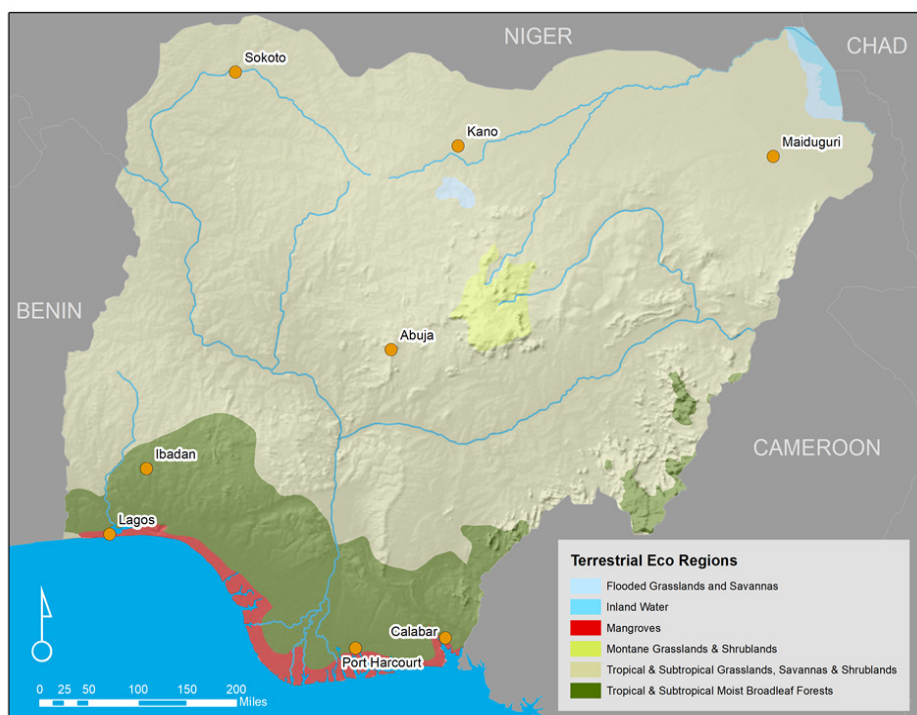 NIGER
CHAD
Sokoto
Kano
Maiduguri
BENIN
Abuja
CAMEROON
Ibadan
Lagos
Calabar
Port Harcourt
Terrestrial Eco Regions
Flooded Grasslands and Savannas
Inland Water
Mangroves
Montane Grasslands & Shrublands
Tropical & Subtropical Grasslands, Savannas & Shrublands
Tropical & Subtropical Moist Broadleaf Forests
0 25 50 100 150 200
Miles